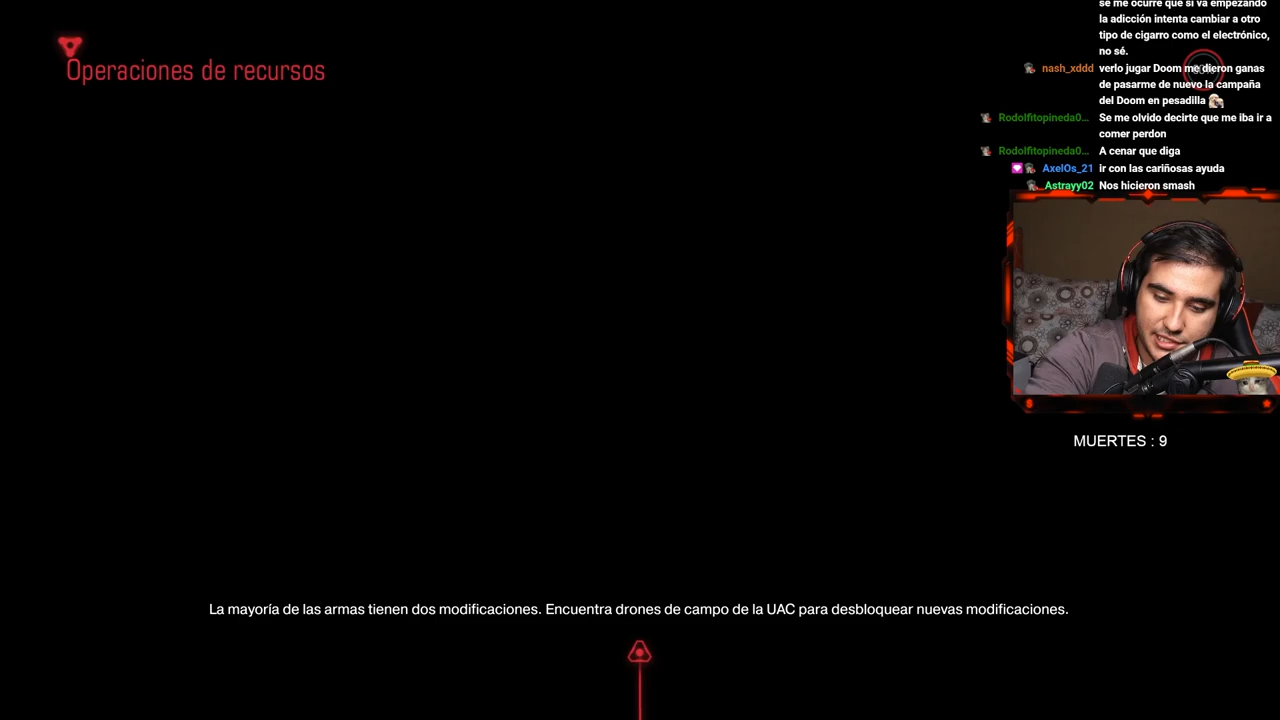 Operaciones de recursos
se me ocurre que si va empezando
la adicción intenta cambiar a otro
tipo de cigarro como el electrónico,
no sé.
nash_xddd verlo jugar Doom me dieron ganas
de pasarme de nuevo la campaña
del Doom en pesadilla
Rodolfitopineda0... Se me olvido decirte que me iba ir a
comer perdon
Rodolfitopineda0... A cenar que diga
AxelOs_21 ir con las cariñosas ayuda
Astrayy02 Nos hicieron smash
MUERTES : 9
La mayoría de las armas tienen dos modificaciones. Encuentra drones de campo de la UAC para desbloquear nuevas modificaciones.